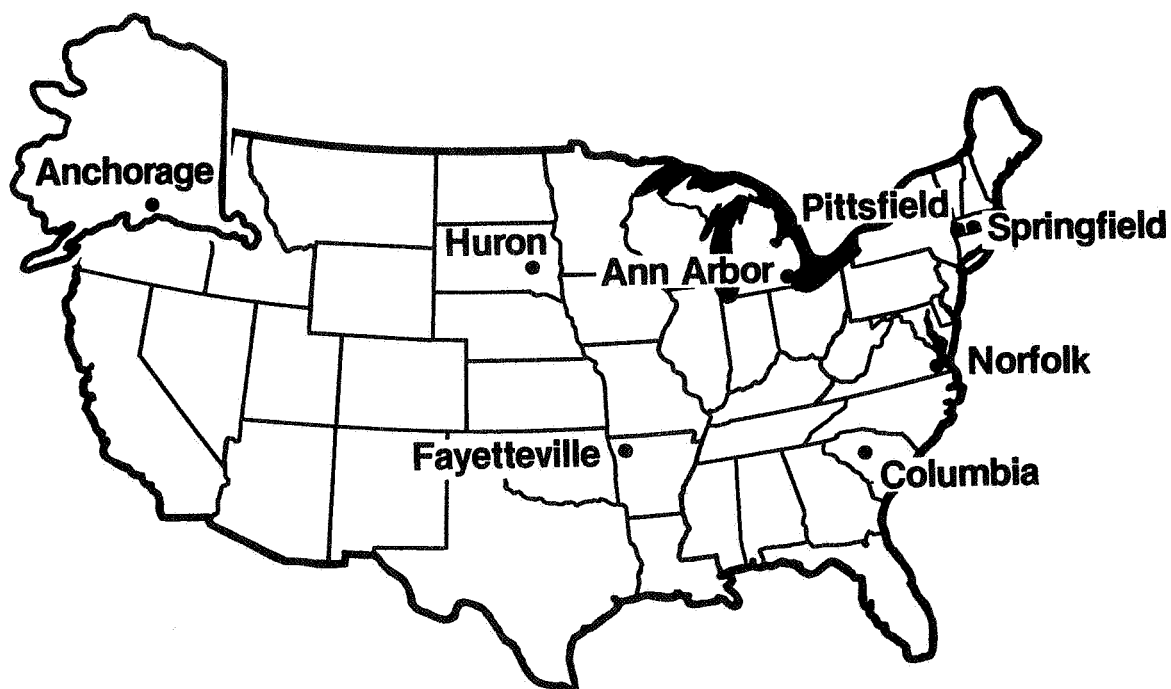 Anchorage
Pittsfield
Springfield
Huron
Ann Arbor
Norfolk
Fayetteville
Columbia